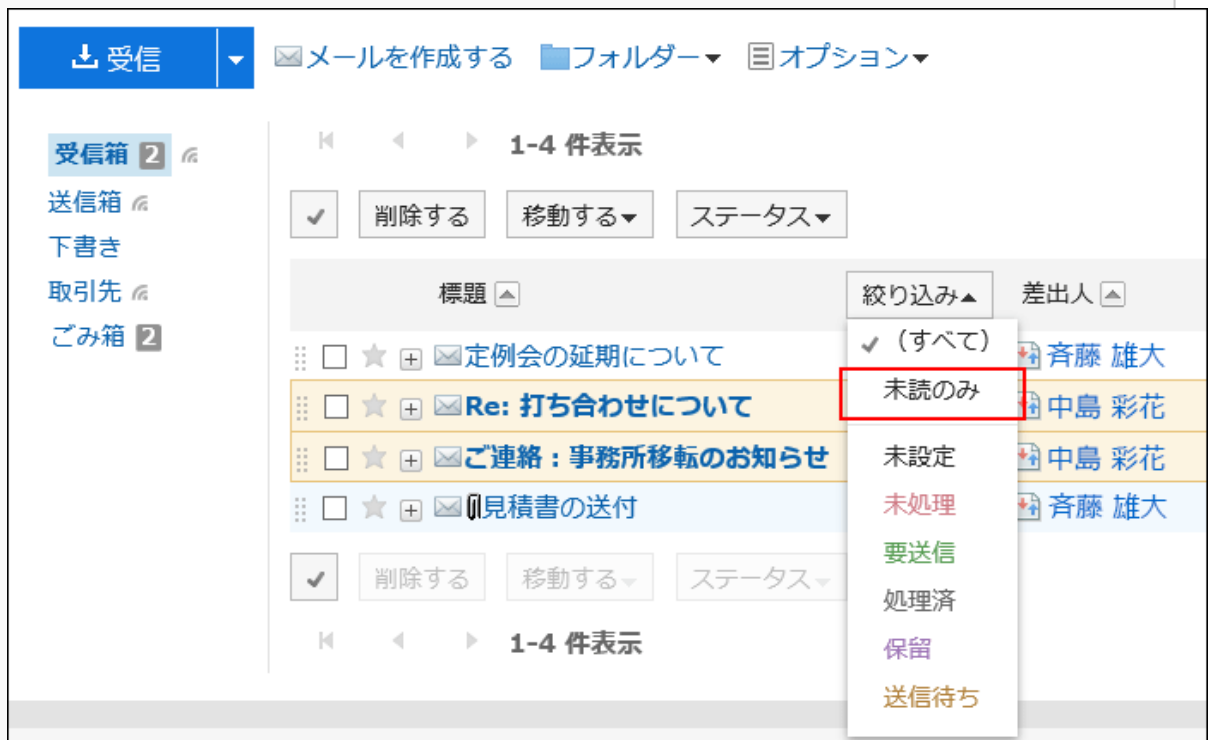 受信 メールを作成する フォルダー オプション
受信箱 2
送信箱
下書き
取引先
ごみ箱 2
1-4 件表示
削除する 移動する ステータス
標題 絞り込み 差出人
定例会の延期について 斉藤 雄大
Re: 打ち合わせについて 中島 彩花
ご連絡：事務所移転のお知らせ 中島 彩花
見積書の送付 斉藤 雄大
(すべて)
未読のみ
未設定
未処理
要送信
処理済
保留
送信待ち
削除する 移動する ステータス
1-4 件表示